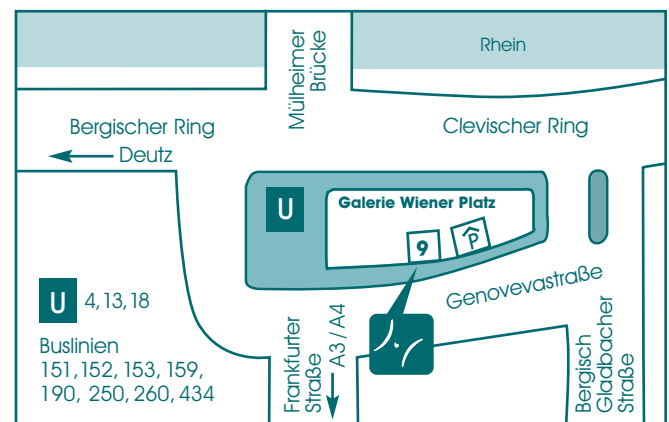 Rhein
Mülheimer
Brücke
Bergischer Ring
Deutz
Clevischer Ring
U
Galerie Wiener Platz
9
P
Genovevastraße
U 4,13,18
Buslinien
151,152, 153, 159,
190, 250, 260, 434
Frankfurter
Straße
A3 / A4
Bergisch
Gladbacher
Straße